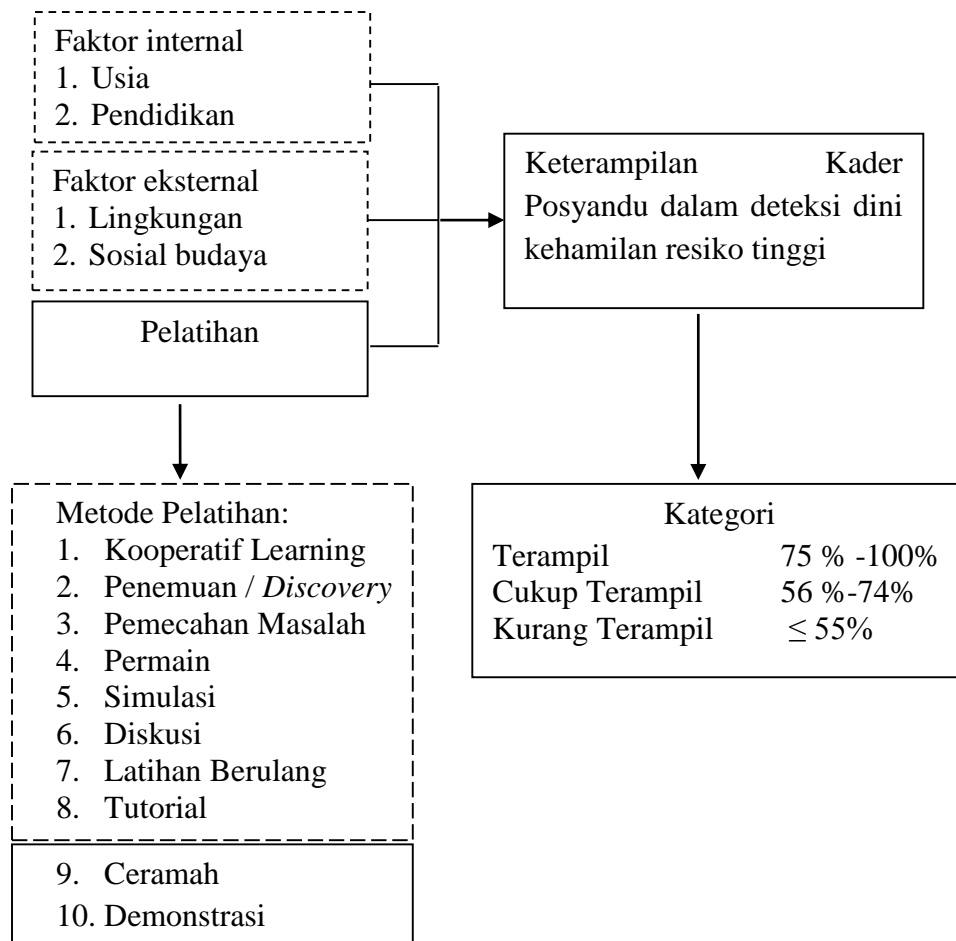 Faktor internal
1. Usia
2. Pendidikan
Faktor eksternal
1. Lingkungan
2. Sosial budaya
Pelatihan
Keterampilan Kader
Posyandu dalam deteksi dini
kehamilan resiko tinggi
Metode Pelatihan:
1. Kooperatif Learning
2. Penemuan / Discovery
3. Pemecahan Masalah
4. Permain
5. Simulasi
6. Diskusi
7. Latihan Berulang
8. Tutorial
9. Ceramah
10. Demonstrasi
Kategori
Terampil 75 % -100%
Cukup Terampil 56 %-74%
Kurang Terampil ≤ 55%